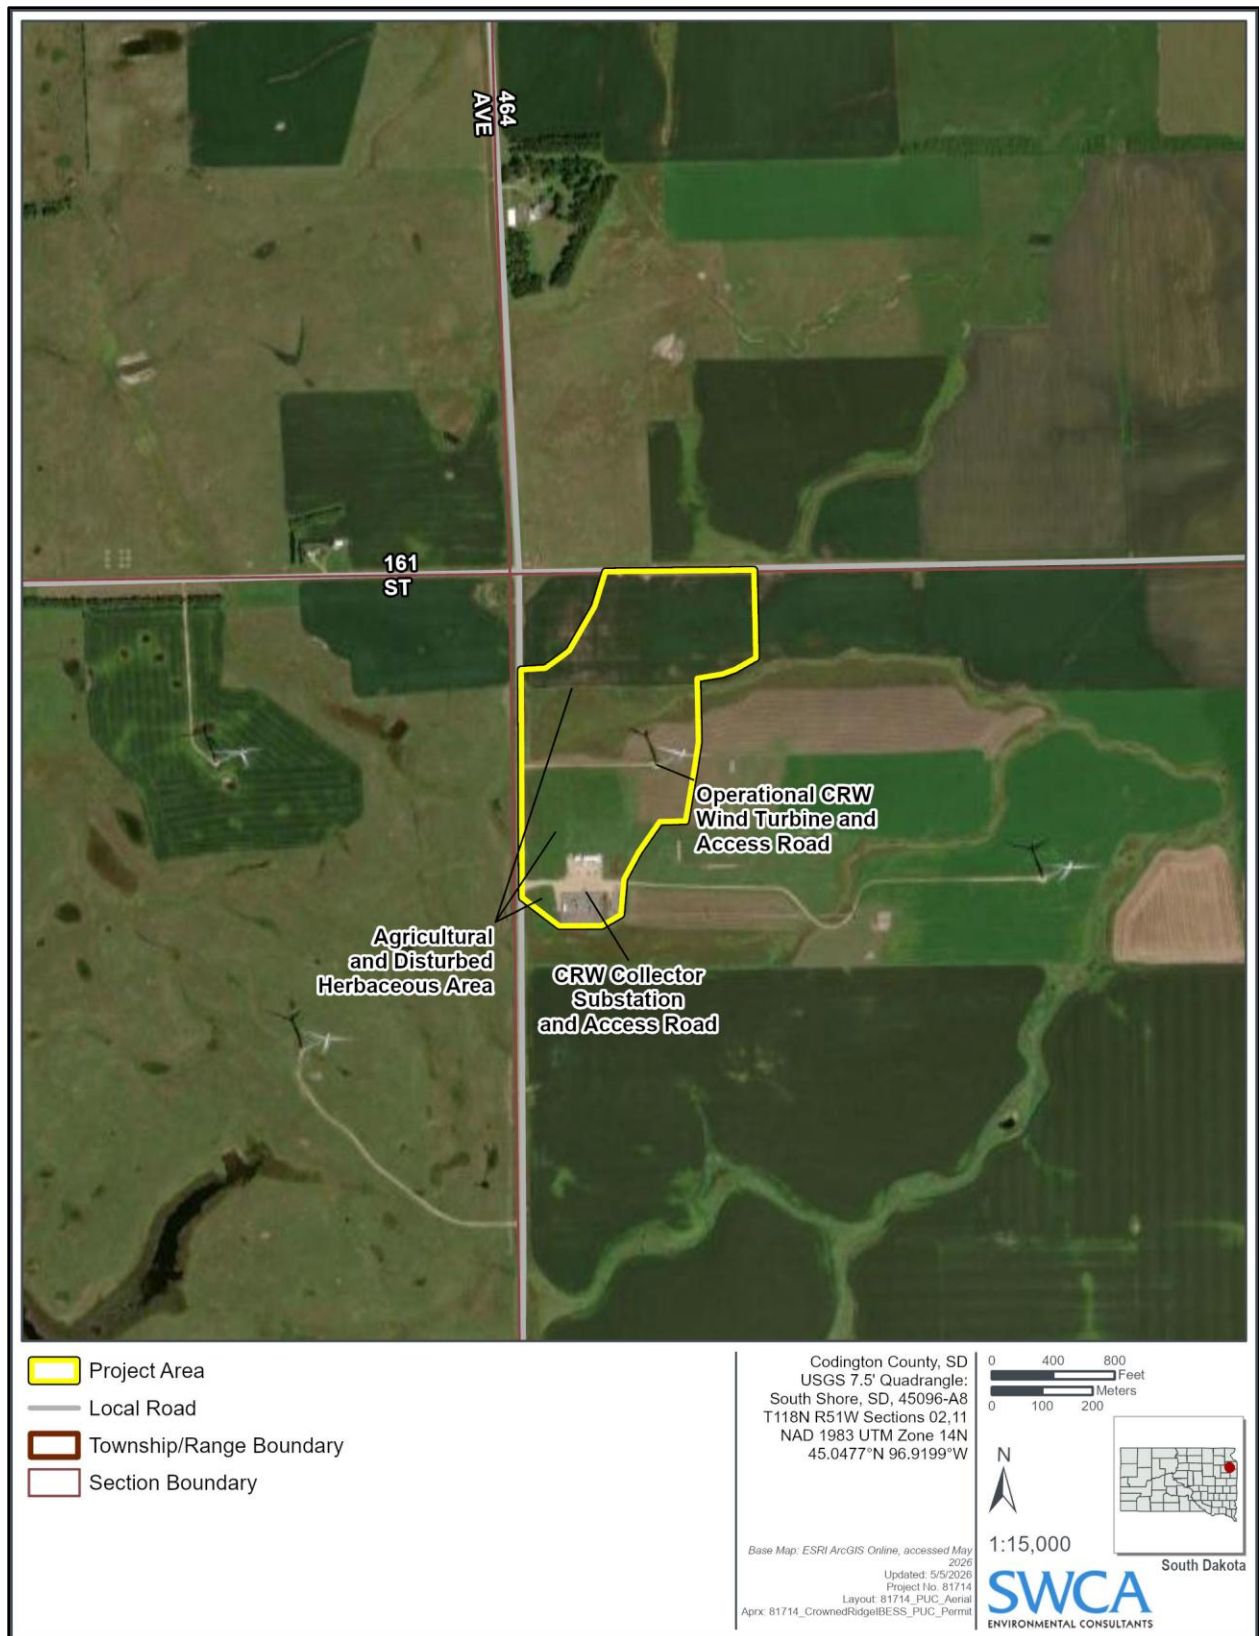 464
AVE
161
ST
Operational CRW
Wind Turbine and
Access Road
Agricultural
and Disturbed
Herbaceous Area
CRW Collector
Substation
and Access Road
Project Area
Local Road
Township/Range Boundary
Section Boundary
Codington County, SD
USGS 7.5' Quadrangle:
South Shore, SD, 45096-A8
T118N R51W Sections 02,11
NAD 1983 UTM Zone 14N
45.0477°N 96.9199°W
Base Map: ESRI ArcGIS Online, accessed May
2026
Updated: 5/5/2026
Project No. 81714
Layout: 81714_PUC_Aerial
Aprx: 81714_CrownedRidgeIBESS_PUC_Permit
0 400 800
Feet
Meters
0 100 200
N
1:15,000
South Dakota
SWCA
ENVIRONMENTAL CONSULTANTS